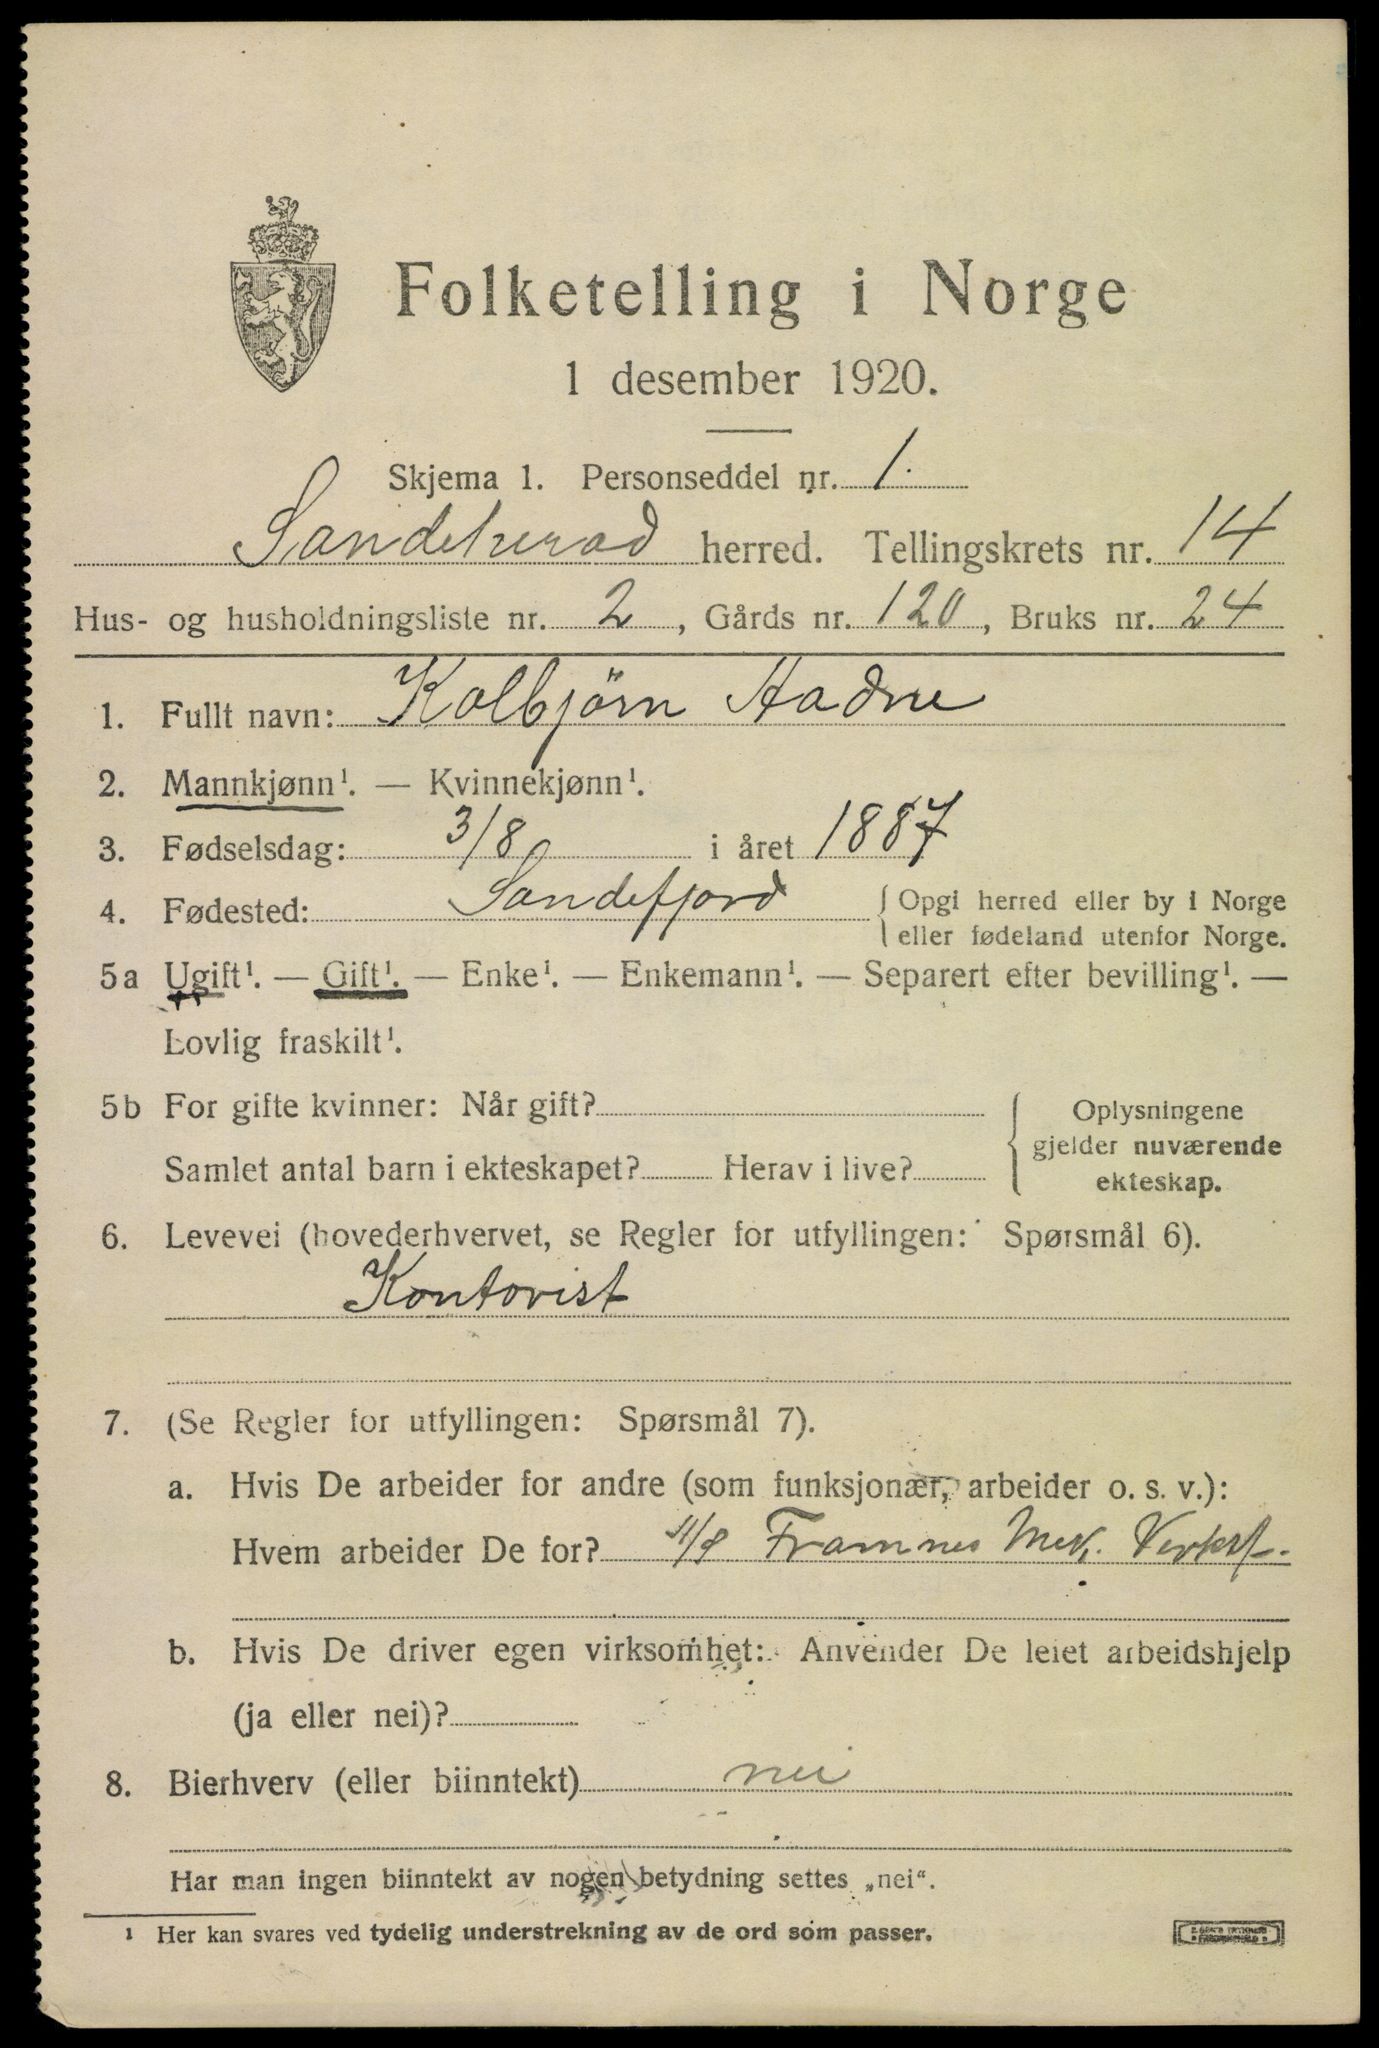 Folketelling i Norge
1 desember 1920.
Skjema 1. Personseddel nr. 1.
Sandeherad herred. Tellingskrets nr. 14
Hus- og husholdningsliste nr. 2, Gårds nr. 120, Bruks nr. 24
1. Fullt navn: Kolbjörn Aadne
2. Mannkjønn¹. — Kvinnekjønn¹.
3. Fødselsdag: 3/8 i året 1887
4. Fødested: Sandefjord { Opgi herred eller by i Norge
eller fødeland utenfor Norge.
5a Ugift¹. — Gift¹. — Enke¹. — Enkemann¹. — Separert efter bevilling¹. —
Lovlig fraskilt¹.
5b For gifte kvinner: Når gift?
Samlet antal barn i ekteskapet? Herav i live?
Oplysningene
gjelder nuværende
ekteskap.
6. Levevei (hovederhvervet, se Regler for utfyllingen: Spørsmål 6).
Kontorist
7. (Se Regler for utfyllingen: Spørsmål 7).
a. Hvis De arbeider for andre (som funksjonær, arbeider o. s. v.):
Hvem arbeider De for? A/S Framnes Mek. Verkst.
b. Hvis De driver egen virksomhet: Anvender De leiet arbeidshjelp
(ja eller nei)?
8. Bierhverv (eller biinntekt) nei
Har man ingen biinntekt av nogen betydning settes „nei“.
¹ Her kan svares ved tydelig understrekning av de ord som passer.